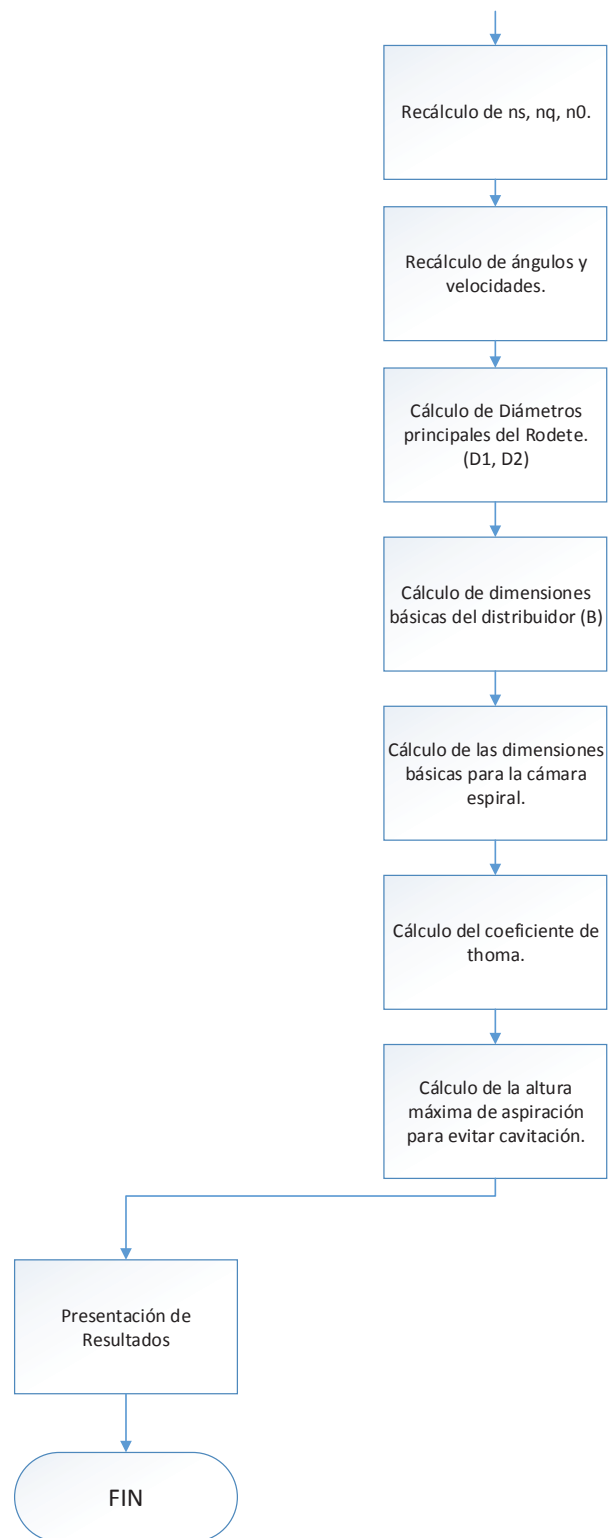 Recálculo de ns, nq, n0.
Recálculo de ángulos y
velocidades.
Cálculo de Diámetros
principales del Rodete.
(D1, D2)
Cálculo de dimensiones
básicas del distribuidor (B)
Cálculo de las dimensiones
básicas para la cámara
espiral.
Cálculo del coeficiente de
thoma.
Cálculo de la altura
máxima de aspiración
para evitar cavitación.
Presentación de
Resultados
FIN